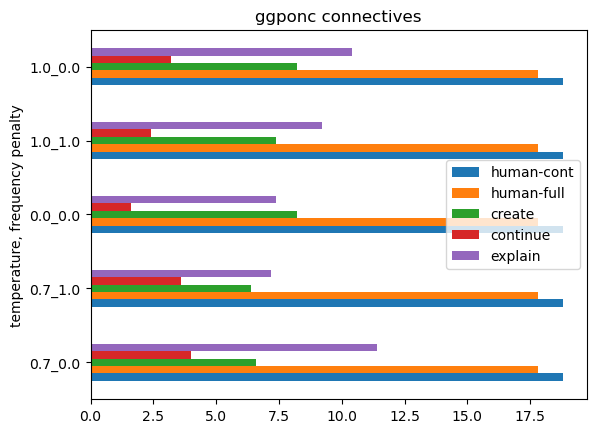 ggponc connectives
temperature, frequency penalty
1.0_0.0
1.0_1.0
0.0_0.0
0.7_1.0
0.7_0.0
human-cont
human-full
create
continue
explain
0.0 2.5 5.0 7.5 10.0 12.5 15.0 17.5